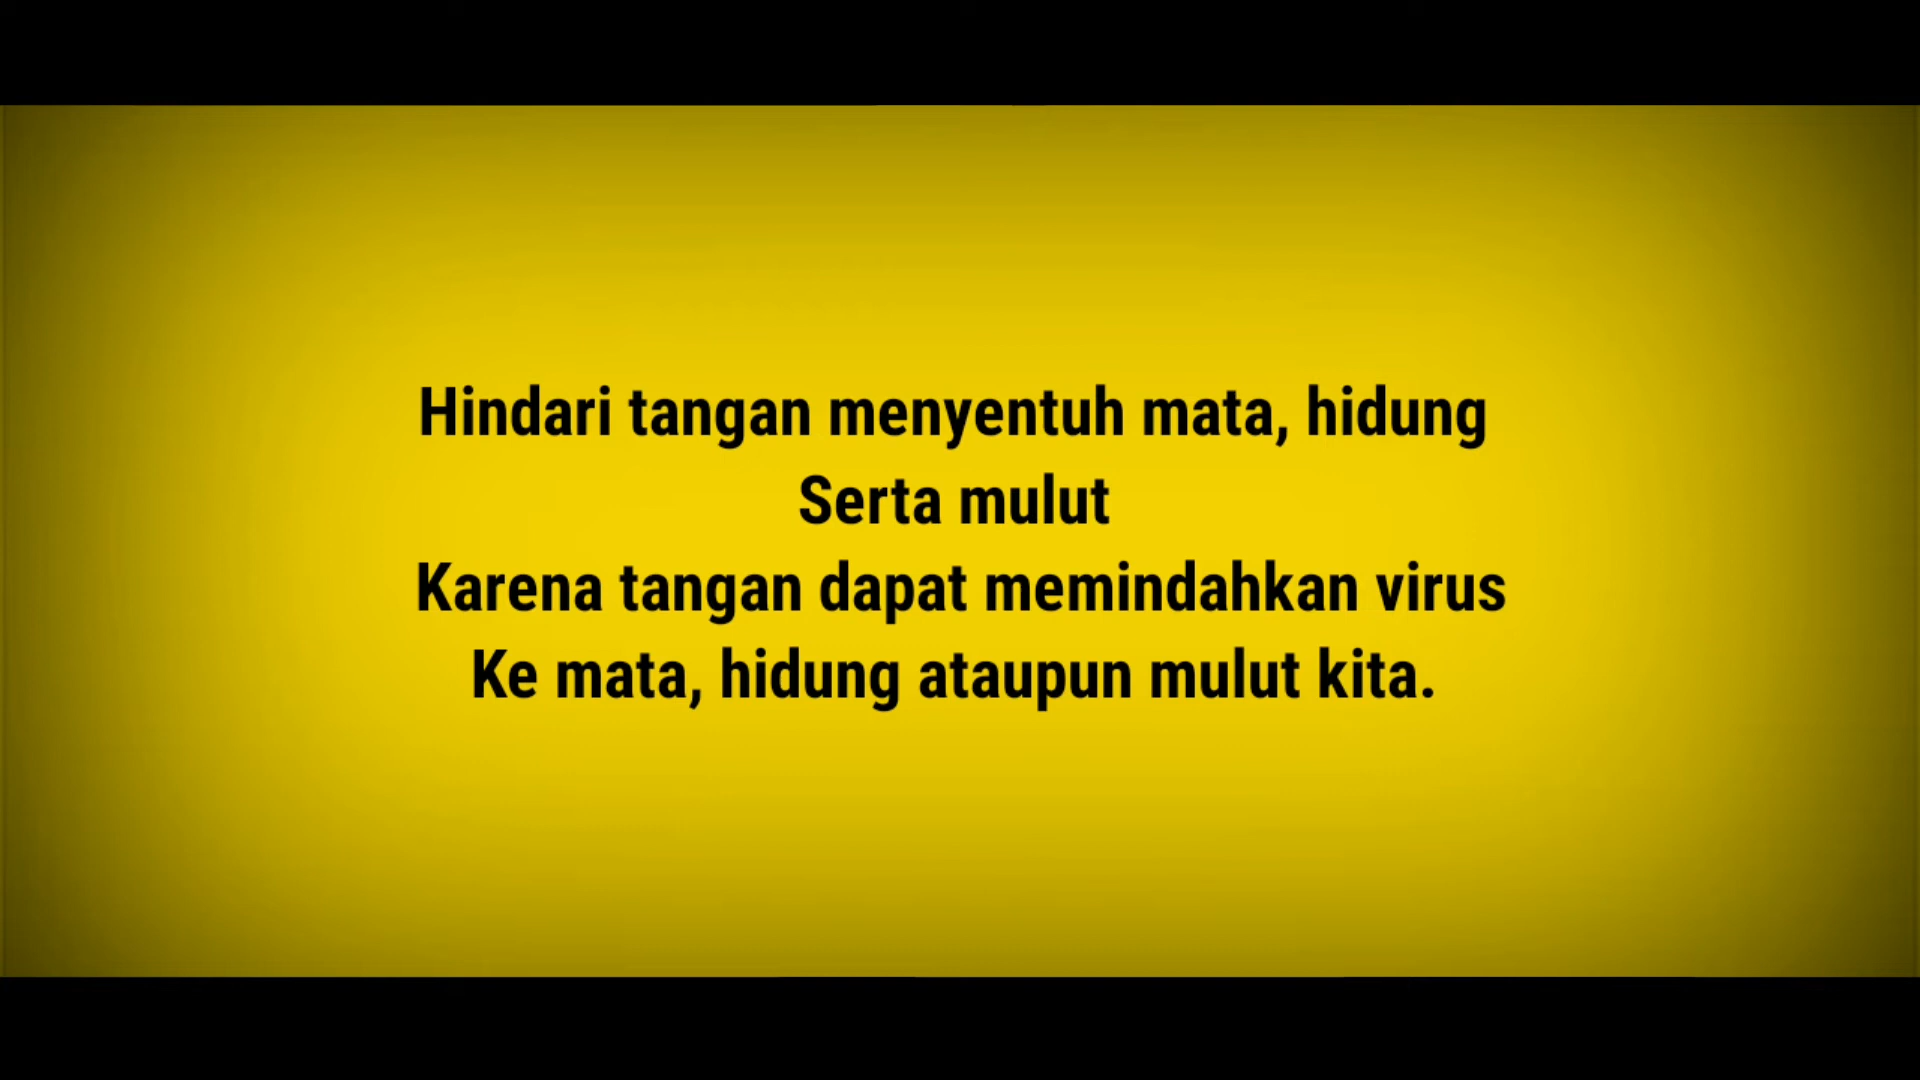 Hindari tangan menyentuh mata, hidung
Serta mulut
Karena tangan dapat memindahkan virus
Ke mata, hidung ataupun mulut kita.